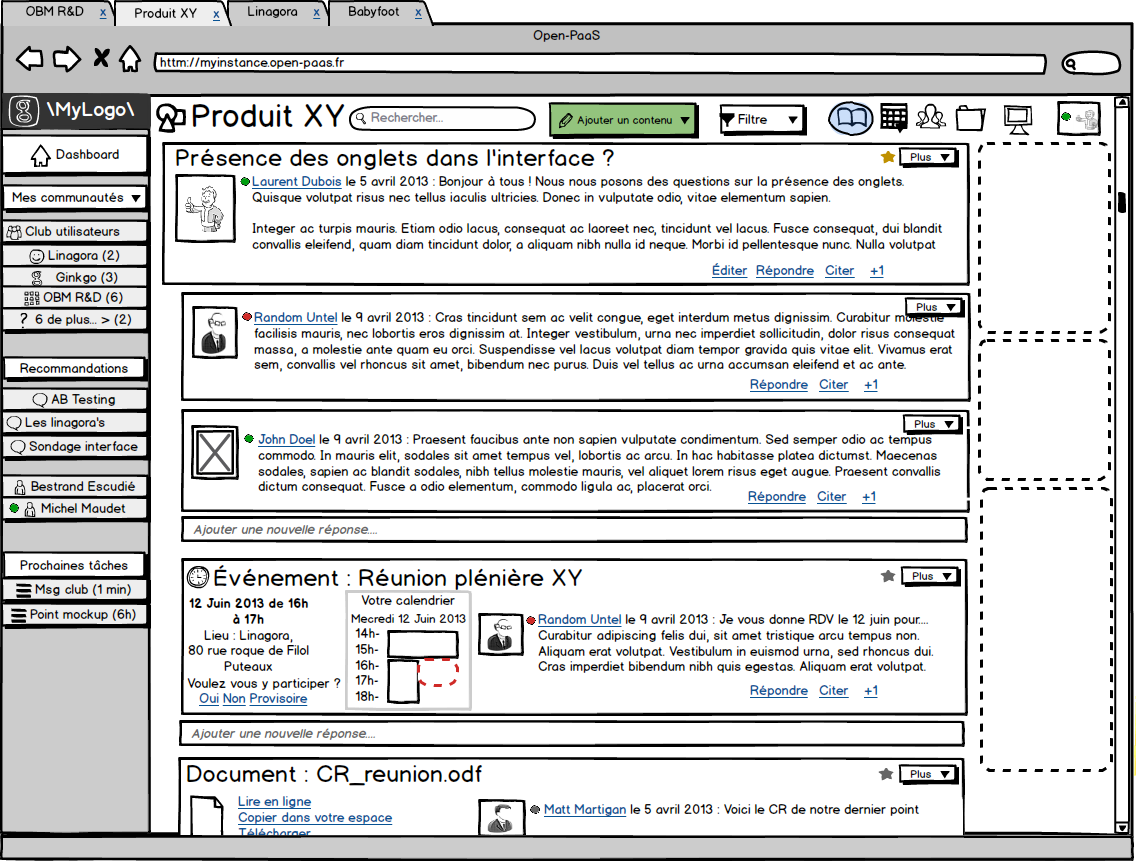 OBM R&D x
Produit XY x
Linagora x
Babyfoot x
Open-PaaS
httm://myinstance.open-paas.fr
\MyLogo\
Dashboard
Mes communautés
Club utilisateurs
Linagora (2)
Ginkgo (3)
OBM R&D (6)
? 6 de plus... > (2)
Recommandations
AB Testing
Les linagora's
Sondage interface
Bestrand Escudié
Michel Maudet
Prochaines tâches
Msg club (1 min)
Point mockup (6h)
Produit XY
Rechercher...
Ajouter un contenu
Filtre
Présence des onglets dans l'interface ?
Plus
Laurent Dubois le 5 avril 2013 : Bonjour à tous ! Nous nous posons des questions sur la présence des onglets.
Quisque volutpat risus nec tellus iaculis ultricies. Donec in vulputate odio, vitae elementum sapien.
Integer ac turpis mauris. Etiam odio lacus, consequat ac laoreet nec, tincidunt vel lacus. Fusce consequat, dui blandit
convallis eleifend, quam diam tincidunt dolor, a aliquam nibh nulla id neque. Morbi id pellentesque nunc. Nulla volutpat
Éditer Répondre Citer +1
Plus
Random Untel le 9 avril 2013 : Cras tincidunt sem ac velit congue, eget interdum metus dignissim. Curabitur molestie
facilisis mauris, nec lobortis eros dignissim at. Integer vestibulum, urna nec imperdiet sollicitudin, dolor risus consequat
massa, a molestie ante quam eu orci. Suspendisse vel lacus volutpat diam tempor gravida quis vitae elit. Vivamus erat
sem, convallis vel rhoncus sit amet, bibendum nec purus. Duis vel tellus ac urna accumsan eleifend et ac ante.
Répondre Citer +1
Plus
John Doel le 9 avril 2013 : Praesent faucibus ante non sapien vulputate condimentum. Sed semper odio ac tempus
commodo. In mauris elit, sodales sit amet tempus vel, lobortis ac arcu. In hac habitasse platea dictumst. Maecenas
sodales, sapien ac blandit sodales, nibh tellus molestie mauris, vel aliquet lorem risus eget augue. Praesent convallis
dictum consequat. Fusce a odio elementum, commodo ligula ac, placerat orci.
Répondre Citer +1
Ajouter une nouvelle réponse....
Événement : Réunion plénière XY
Plus
12 Juin 2013 de 16h
à 17h
Lieu : Linagora,
80 rue roque de Filol
Puteaux
Voulez vous y participer ?
Oui Non Provisoire
Votre calendrier
Mecredi 12 Juin 2013
14h-
15h-
16h-
17h-
18h-
Random Untel le 9 avril 2013 : Je vous donne RDV le 12 juin pour....
Curabitur adipiscing felis dui, sit amet tristique arcu tempus non.
Aliquam erat volutpat. Vestibulum in euismod urna, sed rhoncus dui.
Cras imperdiet bibendum nibh quis egestas. Aliquam erat volutpat.
Répondre Citer +1
Ajouter une nouvelle réponse....
Document : CR_reunion.odf
Plus
Lire en ligne
Copier dans votre espace
Télécharger
Matt Martigan le 5 avril 2013 : Voici le CR de notre dernier point